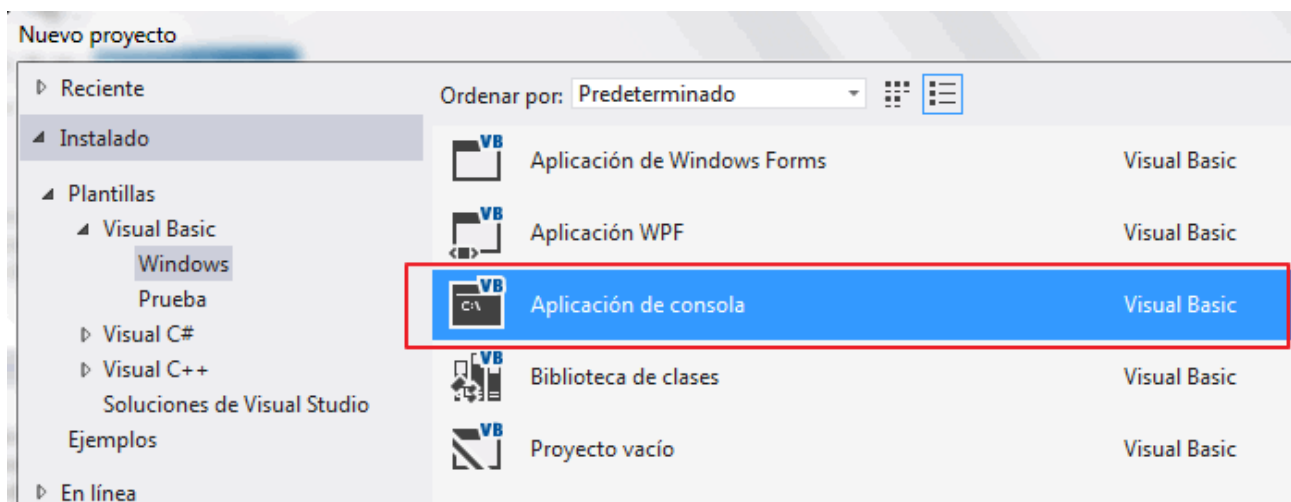 Nuevo proyecto
Reciente
Instalado
Plantillas
Visual Basic
Windows
Prueba
Visual C#
Visual C++
Soluciones de Visual Studio
Ejemplos
En línea
Ordenar por: Predeterminado
VB Aplicación de Windows Forms Visual Basic
VB Aplicación WPF Visual Basic
VB C:\ Aplicación de consola Visual Basic
VB Biblioteca de clases Visual Basic
VB Proyecto vacío Visual Basic